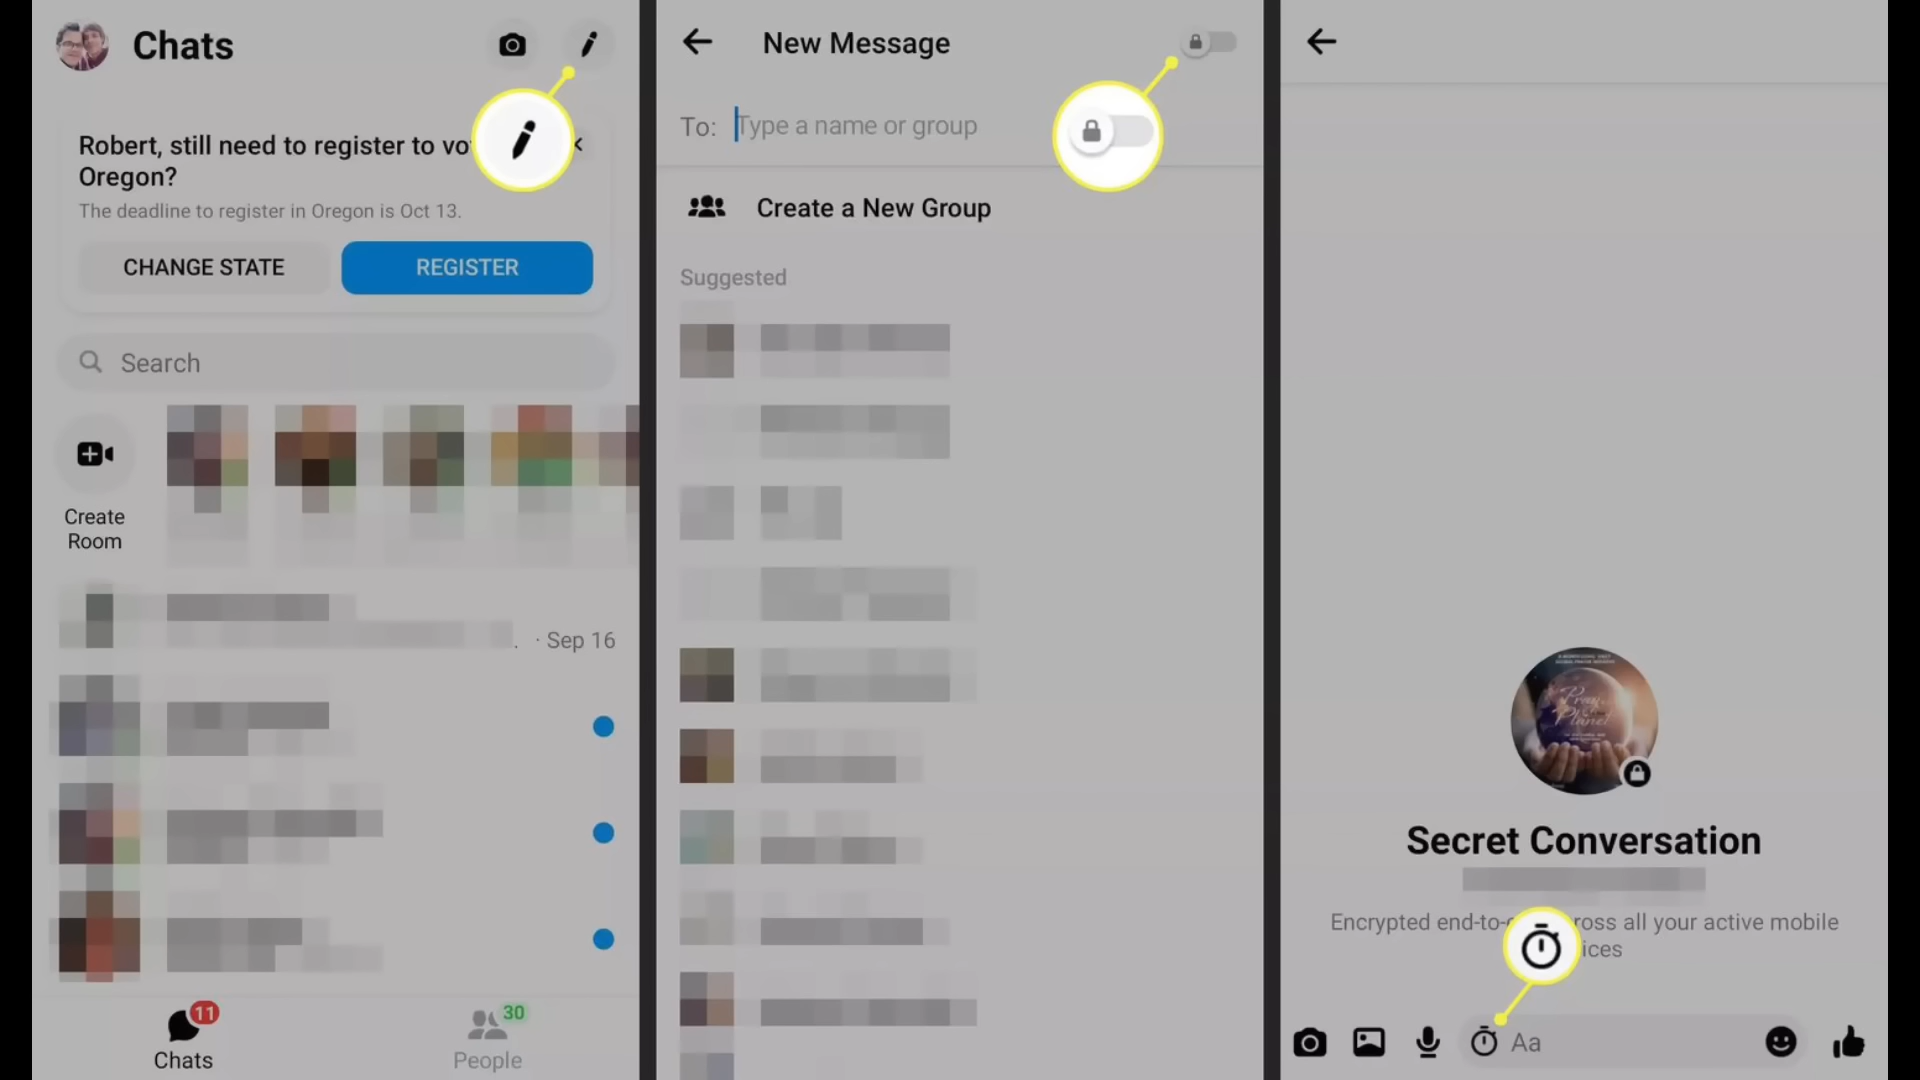 Chats
Robert, still need to register to vo
Oregon?
The deadline to register in Oregon is Oct 13.
CHANGE STATE
REGISTER
Search
Create
Room
· Sep 16
11
Chats
30
People
New Message
To: Type a name or group
Create a New Group
Suggested
Pray
Planet
Secret Conversation
Encrypted end-to- ross all your active mobile
ices
Aa